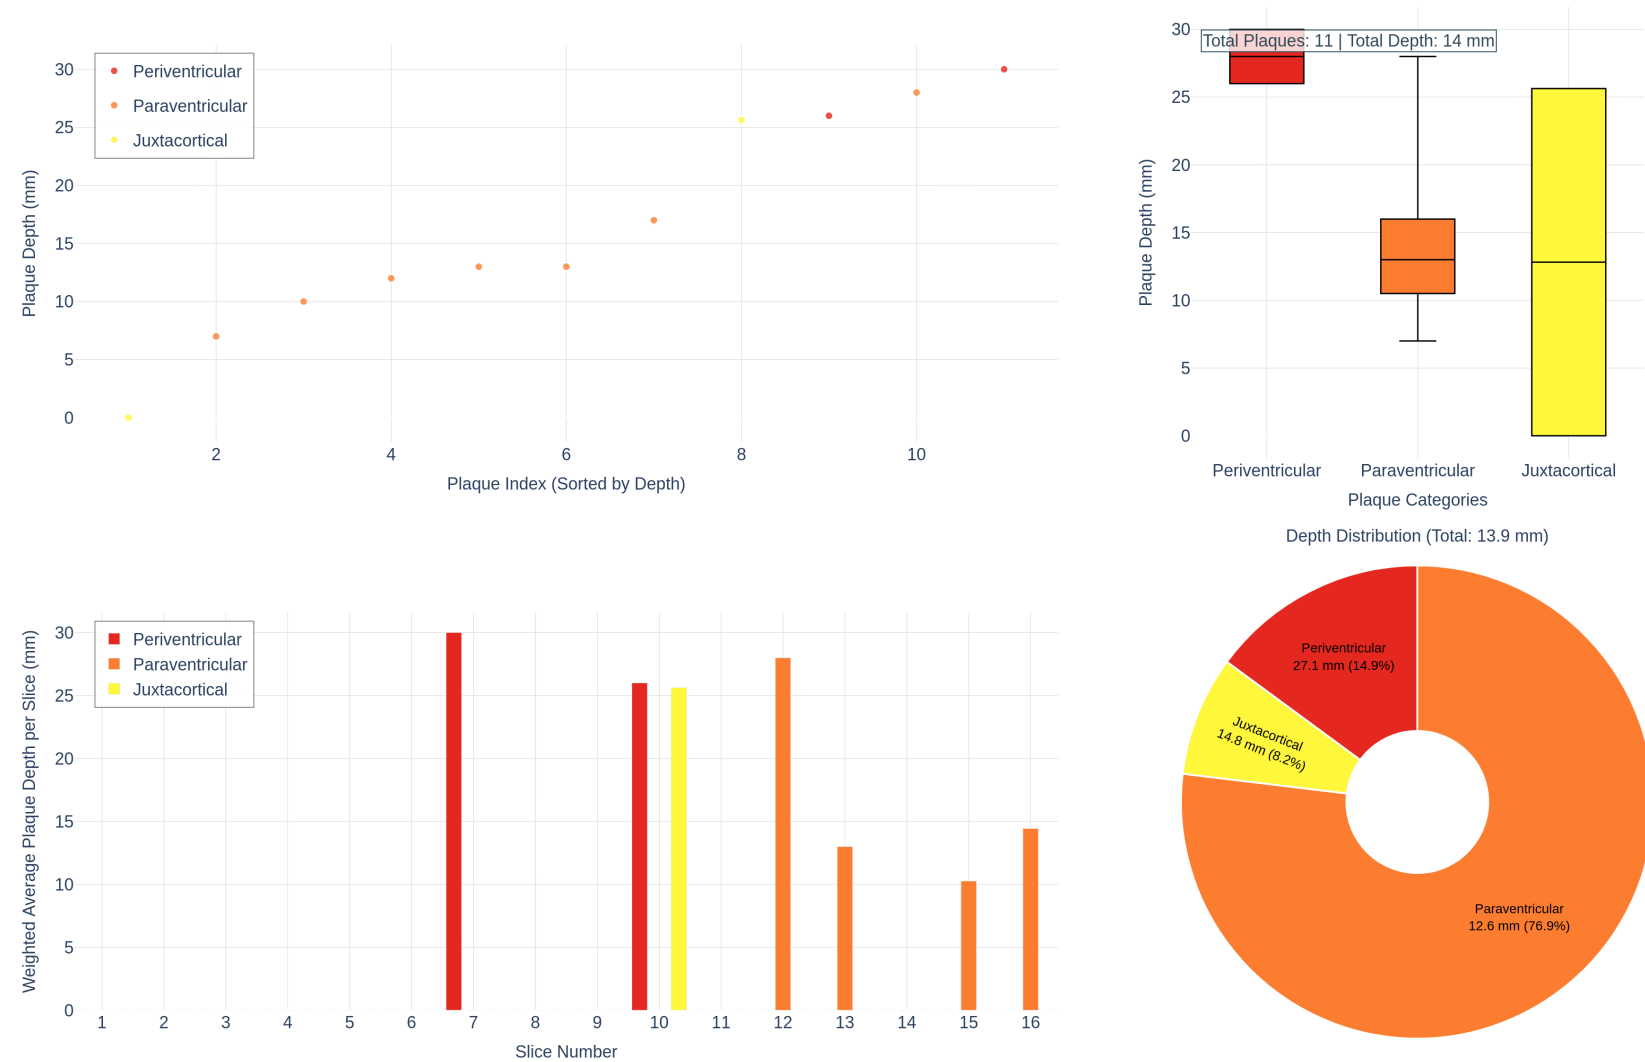 Plaque Depth (mm)
30
25
20
15
10
5
0
Periventricular
Paraventricular
Juxtacortical
2
4
6
8
10
Plaque Index (Sorted by Depth)
Plaque Depth (mm)
30
25
20
15
10
5
0
Total Plaques: 11 | Total Depth: 14 mm
Periventricular
Paraventricular
Juxtacortical
Plaque Categories
Weighted Average Plaque Depth per Slice (mm)
30
25
20
15
10
5
0
Periventricular
Paraventricular
Juxtacortical
1
2
3
4
5
6
7
8
9
10
11
12
13
14
15
16
Slice Number
Depth Distribution (Total: 13.9 mm)
Periventricular
27.1 mm (14.9%)
Juxtacortical
14.8 mm (8.2%)
Paraventricular
12.6 mm (76.9%)